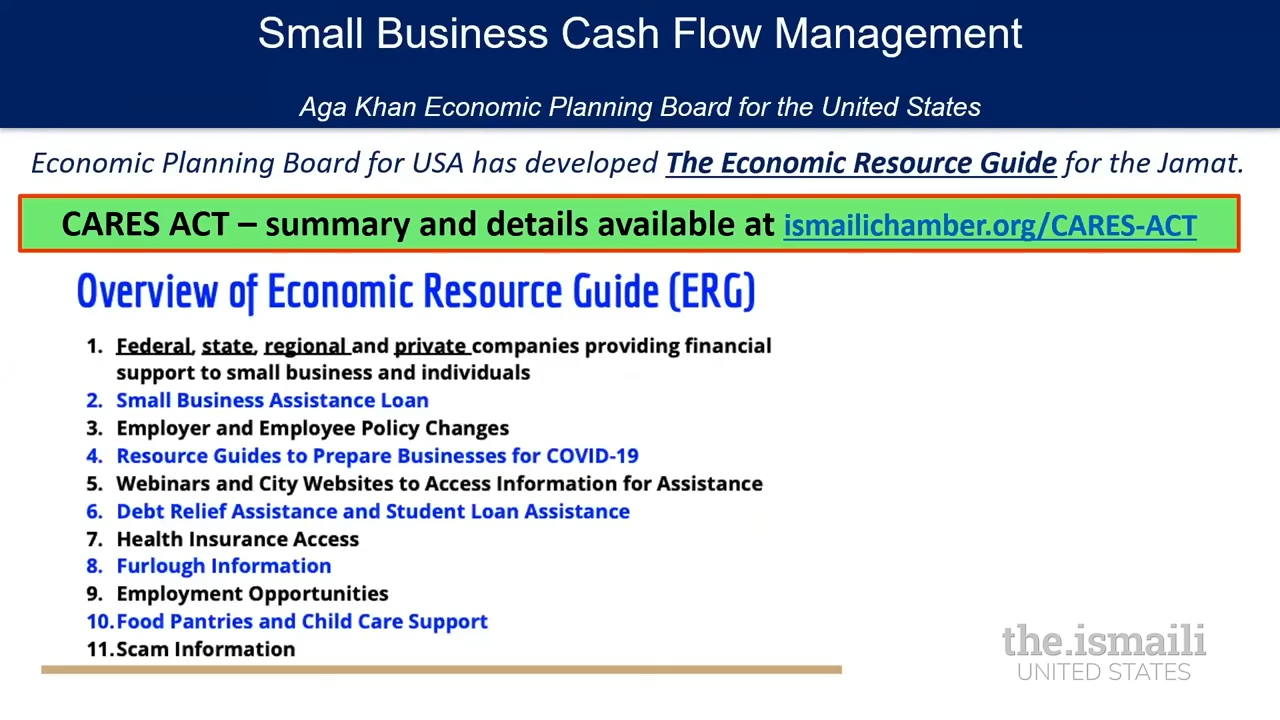 Small Business Cash Flow Management
Aga Khan Economic Planning Board for the United States
Economic Planning Board for USA has developed The Economic Resource Guide for the Jamat.
CARES ACT – summary and details available at ismailichamber.org/CARES-ACT
Overview of Economic Resource Guide (ERG)
1. Federal, state, regional and private companies providing financial
support to small business and individuals
2. Small Business Assistance Loan
3. Employer and Employee Policy Changes
4. Resource Guides to Prepare Businesses for COVID-19
5. Webinars and City Websites to Access Information for Assistance
6. Debt Relief Assistance and Student Loan Assistance
7. Health Insurance Access
8. Furlough Information
9. Employment Opportunities
10. Food Pantries and Child Care Support
11. Scam Information
the.ismaili
UNITED STATES